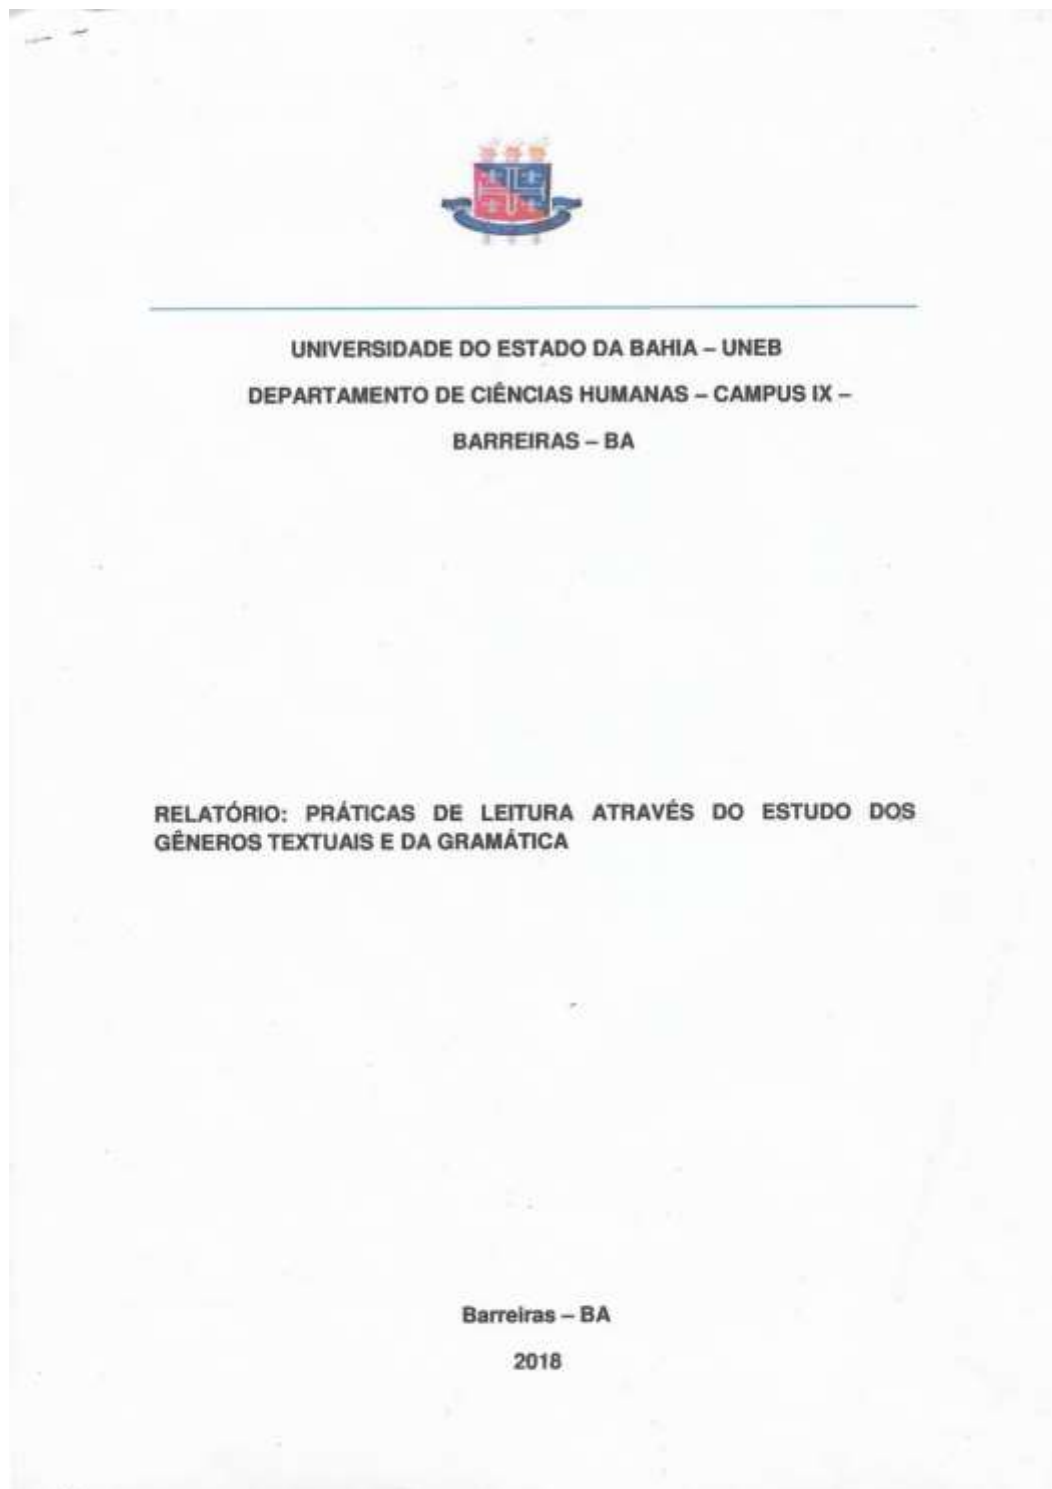 UNIVERSIDADE DO ESTADO DA BAHIA – UNEB
DEPARTAMENTO DE CIÊNCIAS HUMANAS – CAMPUS IX –
BARREIRAS – BA
RELATÓRIO: PRÁTICAS DE LEITURA ATRAVÉS DO ESTUDO DOS
GÊNEROS TEXTUAIS E DA GRAMÁTICA
Barreiras – BA
2018